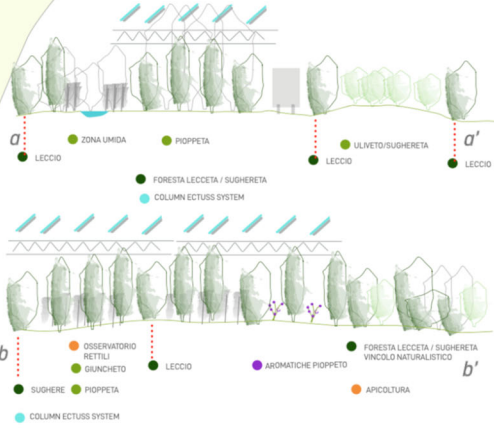 a
ZONA UMIDA
PIOPPETA
a'
ULIVETO/SUGHERETA
LECCIO
LECCIO
LECCIO
FORESTA LECCETA / SUGHERETA
COLUMN ECTUSS SYSTEM
b
OSSERVATORIO
RETTILI
FORESTA LECCETA / SUGHERETA
VINCOLO NATURALISTICO
b'
GIUNCHETO
LECCIO
AROMATICHE PIOPPETO
SUGHERE
PIOPPETA
APICOLTURA
COLUMN ECTUSS SYSTEM